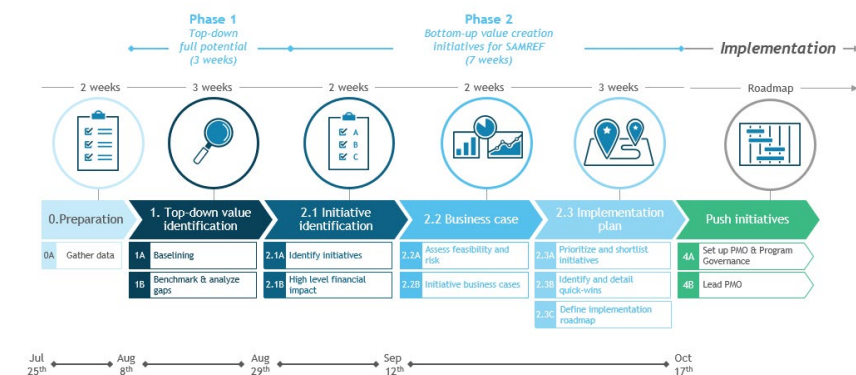 Phase 1
Top-down
full potential
(3 weeks)
Phase 2
Bottom-up value creation
initiatives for SAMREF
(7 weeks)
Implementation
2 weeks
3 weeks
2 weeks
2 weeks
3 weeks
Roadmap
A
B
C
0.Preparation
1. Top-down value
identification
2.1 Initiative
identification
2.2 Business case
2.3 Implementation
plan
Push initiatives
0A Gather data
1A Baselining
1B Benchmark & analyze
gaps
2.1A Identify initiatives
2.1B High level financial
impact
2.2A Assess feasibility and
risk
2.2B Initiative business cases
2.3A Prioritize and shortlist
initiatives
2.3B Identify and detail
quick-wins
2.3C Define implementation
roadmap
4A Set up PMO & Program
Governance
4B Lead PMO
Jul
25th
Aug
8th
Aug
29th
Sep
12th
Oct
17th